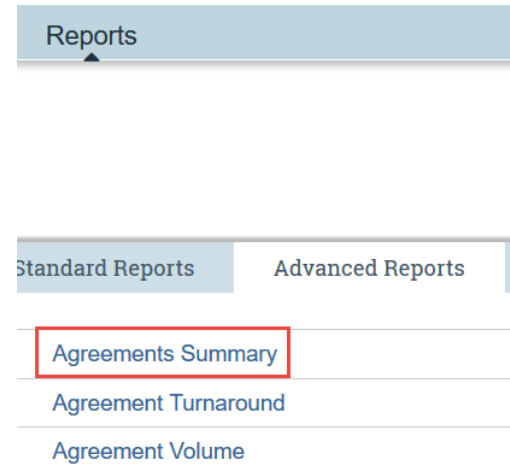 Reports
Standard Reports Advanced Reports
Agreements Summary
Agreement Turnaround
Agreement Volume